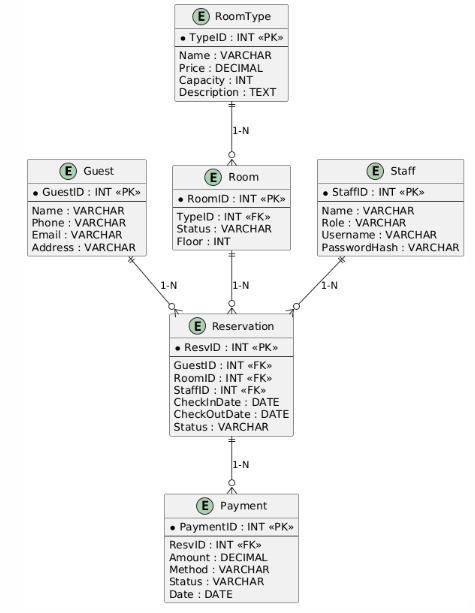 E RoomType
TypeID : INT «PK»
Name : VARCHAR
Price : DECIMAL
Capacity : INT
Description : TEXT
1-N
E Guest
GuestID : INT «PK»
Name : VARCHAR
Phone : VARCHAR
Email : VARCHAR
Address : VARCHAR
E Room
RoomID : INT «PK»
TypeID : INT «FK»
Status : VARCHAR
Floor : INT
E Staff
StaffID : INT «PK»
Name : VARCHAR
Role : VARCHAR
Username : VARCHAR
PasswordHash : VARCHAR
1-N
1-N
1-N
E Reservation
ResvID : INT «PK»
GuestID : INT «FK»
RoomID : INT «FK»
StaffID : INT «FK»
CheckInDate : DATE
CheckOutDate : DATE
Status : VARCHAR
1-N
E Payment
PaymentID : INT «PK»
ResvID : INT «FK»
Amount : DECIMAL
Method : VARCHAR
Status : VARCHAR
Date : DATE